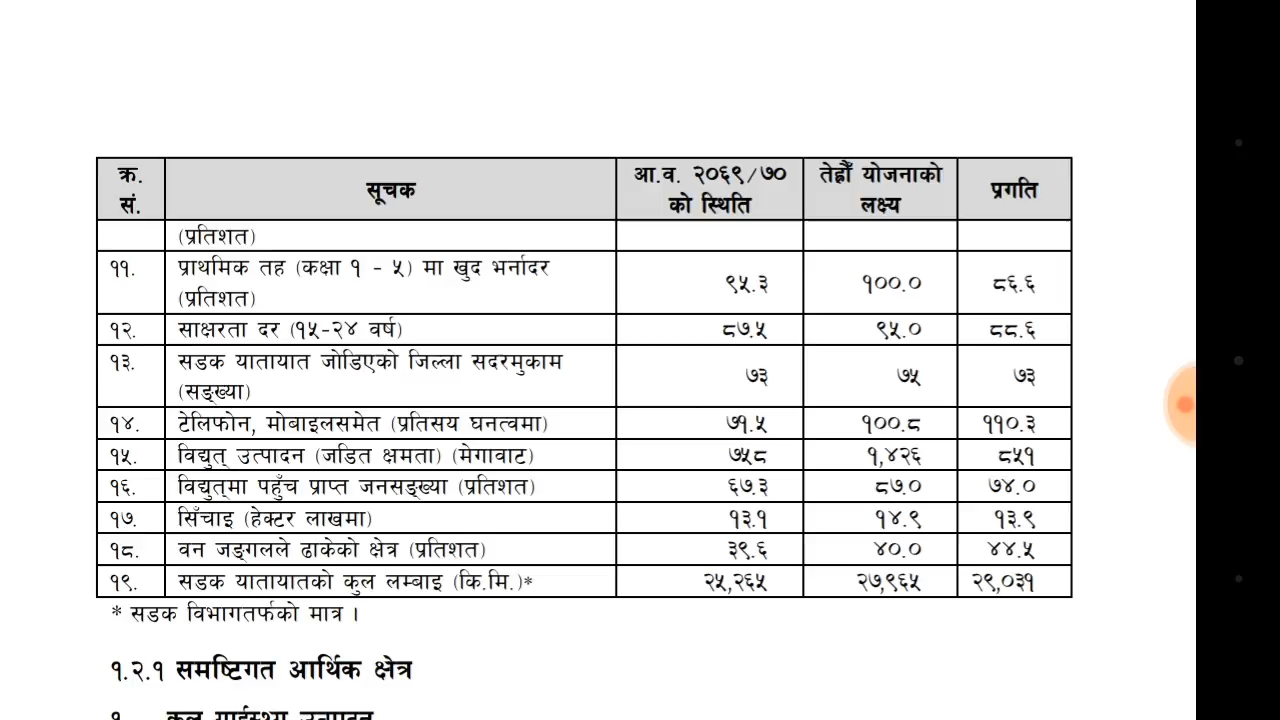 क्र. सं. सूचक आ.व. २०६९/७० को स्थिति तेह्रौँ योजनाको लक्ष्य प्रगति
(प्रतिशत)
११. प्राथमिक तह (कक्षा १ - ५) मा खुद भर्नादर (प्रतिशत) ९५.३ १००.० ८६.६
१२. साक्षरता दर (१५-२४ वर्ष) ८७.५ ९५.० ८८.६
१३. सडक यातायात जोडिएको जिल्ला सदरमुकाम (सङ्ख्या) ७३ ७५ ७३
१४. टेलिफोन, मोबाइलसमेत (प्रतिसय घनत्वमा) ७१.५ १००.८ ११०.३
१५. विद्युत् उत्पादन (जडित क्षमता) (मेगावाट) ७५८ १,४२६ ८५१
१६. विद्युत्‌मा पहुँच प्राप्त जनसङ्ख्या (प्रतिशत) ६७.३ ८७.० ७४.०
१७. सिँचाइ (हेक्टर लाखमा) १३.१ १४.९ १३.९
१८. वन जङ्गलले ढाकेको क्षेत्र (प्रतिशत) ३९.६ ४०.० ४४.५
१९. सडक यातायातको कुल लम्बाइ (कि.मि.)* २५,२६५ २७,९६५ २९,०३१
* सडक विभागतर्फको मात्र ।
१.२.१ समष्टिगत आर्थिक क्षेत्र